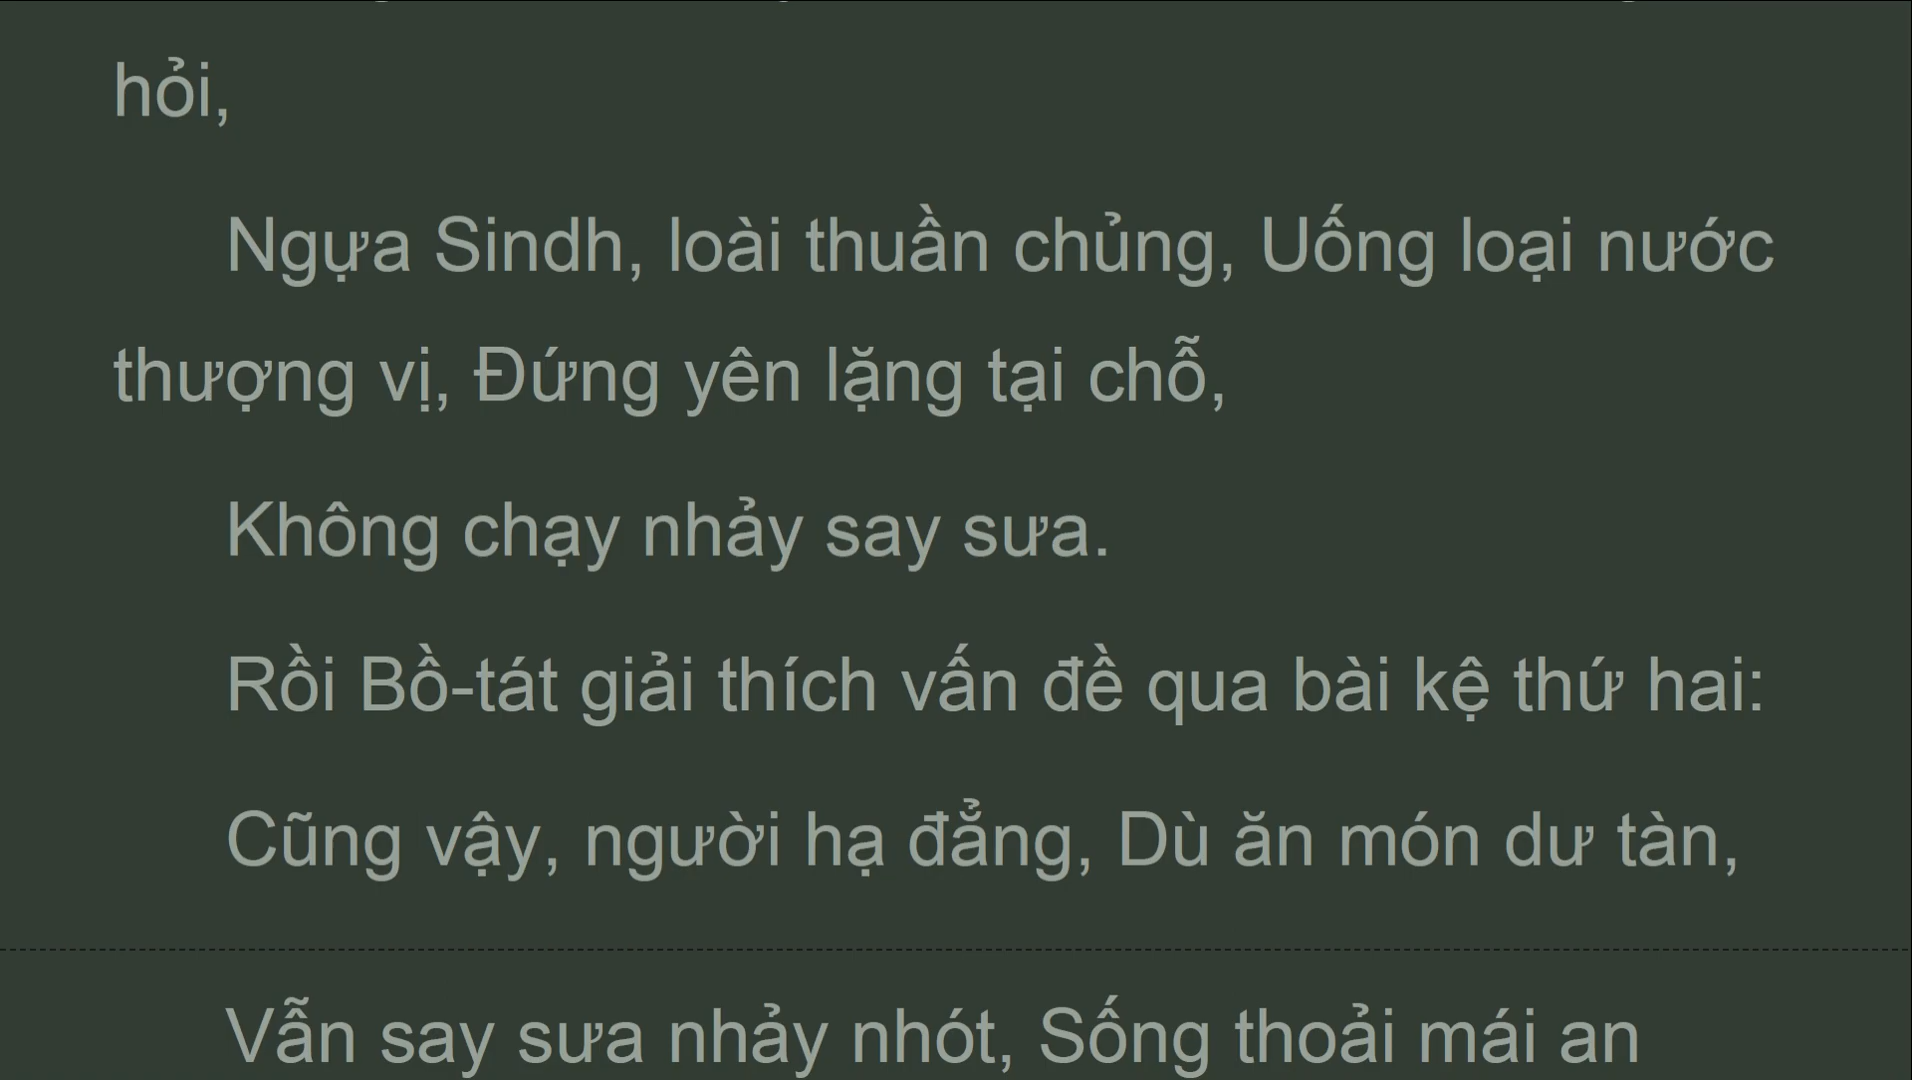 hỏi,
Ngựa Sindh, loài thuần chủng, Uống loại nước
thượng vị, Đứng yên lặng tại chỗ,
Không chạy nhảy say sưa.
Rồi Bồ-tát giải thích vấn đề qua bài kệ thứ hai:
Cũng vậy, người hạ đẳng, Dù ăn món dư tàn,
Vẫn say sưa nhảy nhót, Sống thoải mái an